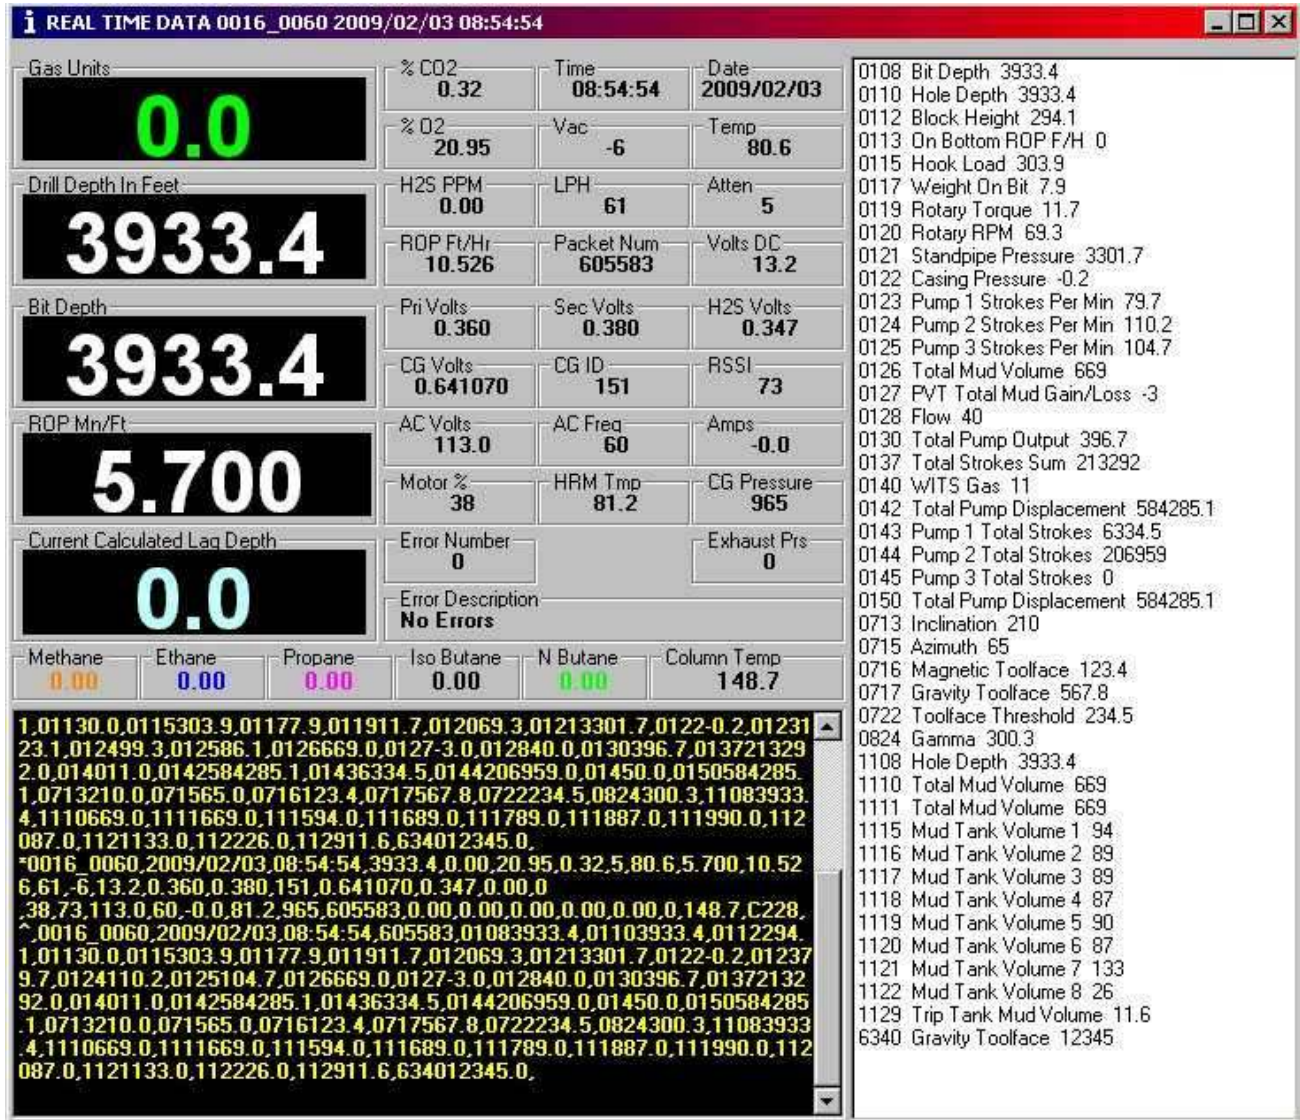 REAL TIME DATA 0016_0060 2009/02/03 08:54:54
Gas Units
0.0
Drill Depth In Feet
3933.4
Bit Depth
3933.4
ROP Mn/Ft
5.700
Current Calculated Lag Depth
0.0
% CO2
0.32
Time
08:54:54
Date
2009/02/03
% O2
20.95
Vac
-6
Temp
80.6
H2S PPM
0.00
LPH
61
Atten
5
ROP Ft/Hr
10.526
Packet Num
605583
Volts DC
13.2
Pri Volts
0.360
Sec Volts
0.380
H2S Volts
0.347
CG Volts
0.641070
CG ID
151
RSSI
73
AC Volts
113.0
AC Freq
60
Amps
-0.0
Motor %
38
HRM Tmp
81.2
CG Pressure
965
Error Number
0
Exhaust Prs
0
Error Description
No Errors
Methane
0.00
Ethane
0.00
Propane
0.00
Iso Butane
0.00
N Butane
0.00
Column Temp
148.7
1,01130.0,0115303.9,01177.9,011911.7,012069.3,01213301.7,0122-0.2,01231
23.1,012499.3,012586.1,0126669.0,0127-3.0,012840.0,0130396.7,013721329
2.0,014011.0,0142584285.1,01436334.5,0144206959.0,01450.0,0150584285.
1,0713210.0,071565.0,0716123.4,0717567.8,0722234.5,0824300.3,11083933.
4,1110669.0,1111669.0,111594.0,111689.0,111789.0,111887.0,111990.0,112
087.0,1121133.0,112226.0,112911.6,634012345.0,
*0016_0060,2009/02/03,08:54:54,3933.4,0.00,20.95,0.32,5,80.6,5.700,10.52
6,61,-6,13.2,0.360,0.380,151,0.641070,0.347,0.00,0
,38,73,113.0,60,-0.0,81.2,965,605583,0.00,0.00,0.00,0.00,0.00,0,148.7,C228,
^,0016_0060,2009/02/03,08:54:54,605583,01083933.4,01103933.4,0112294.
1,01130.0,0115303.9,01177.9,011911.7,012069.3,01213301.7,0122-0.2,01237
9.7,0124110.2,0125104.7,0126669.0,0127-3.0,012840.0,0130396.7,01372132
92.0,014011.0,0142584285.1,01436334.5,0144206959.0,01450.0,0150584285
.1,0713210.0,071565.0,0716123.4,0717567.8,0722234.5,0824300.3,11083933
.4,1110669.0,1111669.0,111594.0,111689.0,111789.0,111887.0,111990.0,112
087.0,1121133.0,112226.0,112911.6,634012345.0,
0108 Bit Depth 3933.4
0110 Hole Depth 3933.4
0112 Block Height 294.1
0113 On Bottom ROP F/H 0
0115 Hook Load 303.9
0117 Weight On Bit 7.9
0119 Rotary Torque 11.7
0120 Rotary RPM 69.3
0121 Standpipe Pressure 3301.7
0122 Casing Pressure -0.2
0123 Pump 1 Strokes Per Min 79.7
0124 Pump 2 Strokes Per Min 110.2
0125 Pump 3 Strokes Per Min 104.7
0126 Total Mud Volume 669
0127 PVT Total Mud Gain/Loss -3
0128 Flow 40
0130 Total Pump Output 396.7
0137 Total Strokes Sum 213292
0140 WITS Gas 11
0142 Total Pump Displacement 584285.1
0143 Pump 1 Total Strokes 6334.5
0144 Pump 2 Total Strokes 206959
0145 Pump 3 Total Strokes 0
0150 Total Pump Displacement 584285.1
0713 Inclination 210
0715 Azimuth 65
0716 Magnetic Toolface 123.4
0717 Gravity Toolface 567.8
0722 Toolface Threshold 234.5
0824 Gamma 300.3
1108 Hole Depth 3933.4
1110 Total Mud Volume 669
1111 Total Mud Volume 669
1115 Mud Tank Volume 1 94
1116 Mud Tank Volume 2 89
1117 Mud Tank Volume 3 89
1118 Mud Tank Volume 4 87
1119 Mud Tank Volume 5 90
1120 Mud Tank Volume 6 87
1121 Mud Tank Volume 7 133
1122 Mud Tank Volume 8 26
1129 Trip Tank Mud Volume 11.6
6340 Gravity Toolface 12345